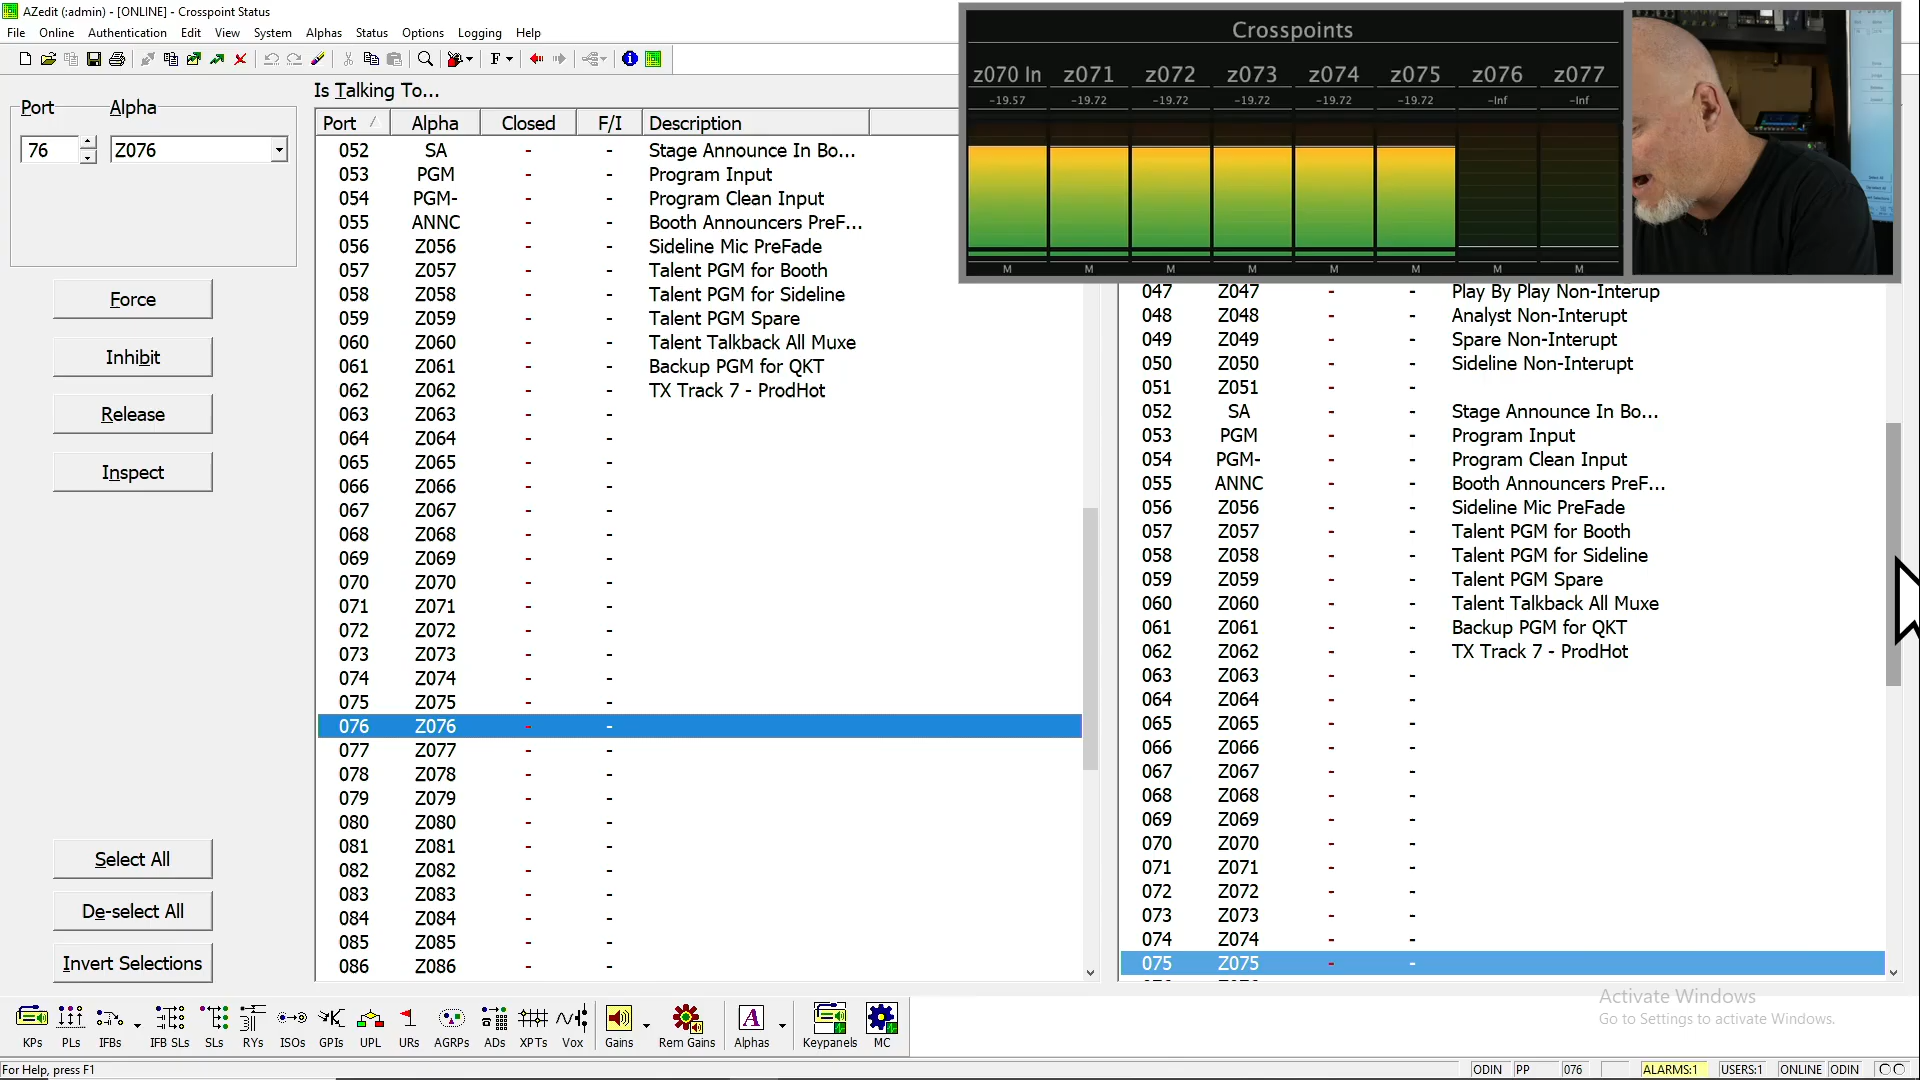 AZedit (:admin) - [ONLINE] - Crosspoint Status
File Online Authentication Edit View System Alphas Status Options Logging Help
Port Alpha
76 Z076
Force
Inhibit
Release
Inspect
Select All
De-select All
Invert Selections
Is Talking To...
Port Alpha Closed F/I Description
052 SA - - Stage Announce In Bo...
053 PGM - - Program Input
054 PGM- - - Program Clean Input
055 ANNC - - Booth Announcers PreF...
056 Z056 - - Sideline Mic PreFade
057 Z057 - - Talent PGM for Booth
058 Z058 - - Talent PGM for Sideline
059 Z059 - - Talent PGM Spare
060 Z060 - - Talent Talkback All Muxe
061 Z061 - - Backup PGM for QKT
062 Z062 - - TX Track 7 - ProdHot
063 Z063 - -
064 Z064 - -
065 Z065 - -
066 Z066 - -
067 Z067 - -
068 Z068 - -
069 Z069 - -
070 Z070 - -
071 Z071 - -
072 Z072 - -
073 Z073 - -
074 Z074 - -
075 Z075 - -
076 Z076 - -
077 Z077 - -
078 Z078 - -
079 Z079 - -
080 Z080 - -
081 Z081 - -
082 Z082 - -
083 Z083 - -
084 Z084 - -
085 Z085 - -
086 Z086 - -
Crosspoints
z070 In z071 z072 z073 z074 z075 z076 z077
-19.57 -19.72 -19.72 -19.72 -19.72 -19.72 -Inf -Inf
M M M M M M M M
047 Z047 - - Play By Play Non-Interup
048 Z048 - - Analyst Non-Interupt
049 Z049 - - Spare Non-Interupt
050 Z050 - - Sideline Non-Interupt
051 Z051 - -
052 SA - - Stage Announce In Bo...
053 PGM - - Program Input
054 PGM- - - Program Clean Input
055 ANNC - - Booth Announcers PreF...
056 Z056 - - Sideline Mic PreFade
057 Z057 - - Talent PGM for Booth
058 Z058 - - Talent PGM for Sideline
059 Z059 - - Talent PGM Spare
060 Z060 - - Talent Talkback All Muxe
061 Z061 - - Backup PGM for QKT
062 Z062 - - TX Track 7 - ProdHot
063 Z063 - -
064 Z064 - -
065 Z065 - -
066 Z066 - -
067 Z067 - -
068 Z068 - -
069 Z069 - -
070 Z070 - -
071 Z071 - -
072 Z072 - -
073 Z073 - -
074 Z074 - -
075 Z075 - -
Activate Windows
Go to Settings to activate Windows.
KPs PLs IFBs IFB SLs SLs RYs ISOs GPIs UPL URs AGRPs ADs XPTs Vox Gains Rem Gains Alphas Keypanels MC
For Help, press F1 ODIN PP 076 ALARMS:1 USERS:1 ONLINE ODIN